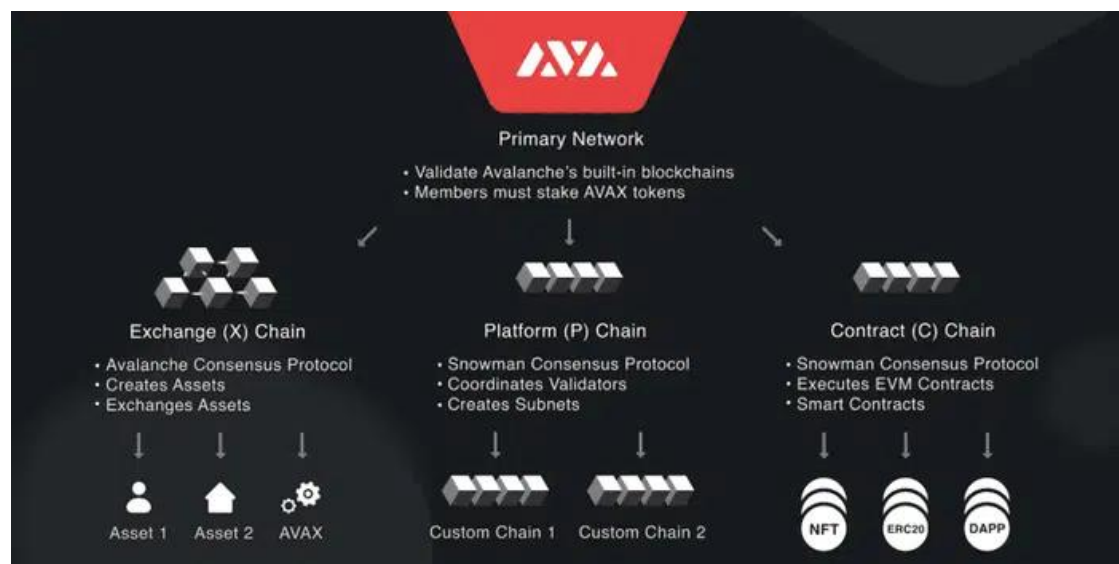 AVA
Primary Network
• Validate Avalanche's built-in blockchains
• Members must stake AVAX tokens
Exchange (X) Chain
• Avalanche Consensus Protocol
• Creates Assets
• Exchanges Assets
Asset 1
Asset 2
AVAX
Platform (P) Chain
• Snowman Consensus Protocol
• Coordinates Validators
• Creates Subnets
Custom Chain 1
Custom Chain 2
Contract (C) Chain
• Snowman Consensus Protocol
• Executes EVM Contracts
• Smart Contracts
NFT
ERC20
DAPP